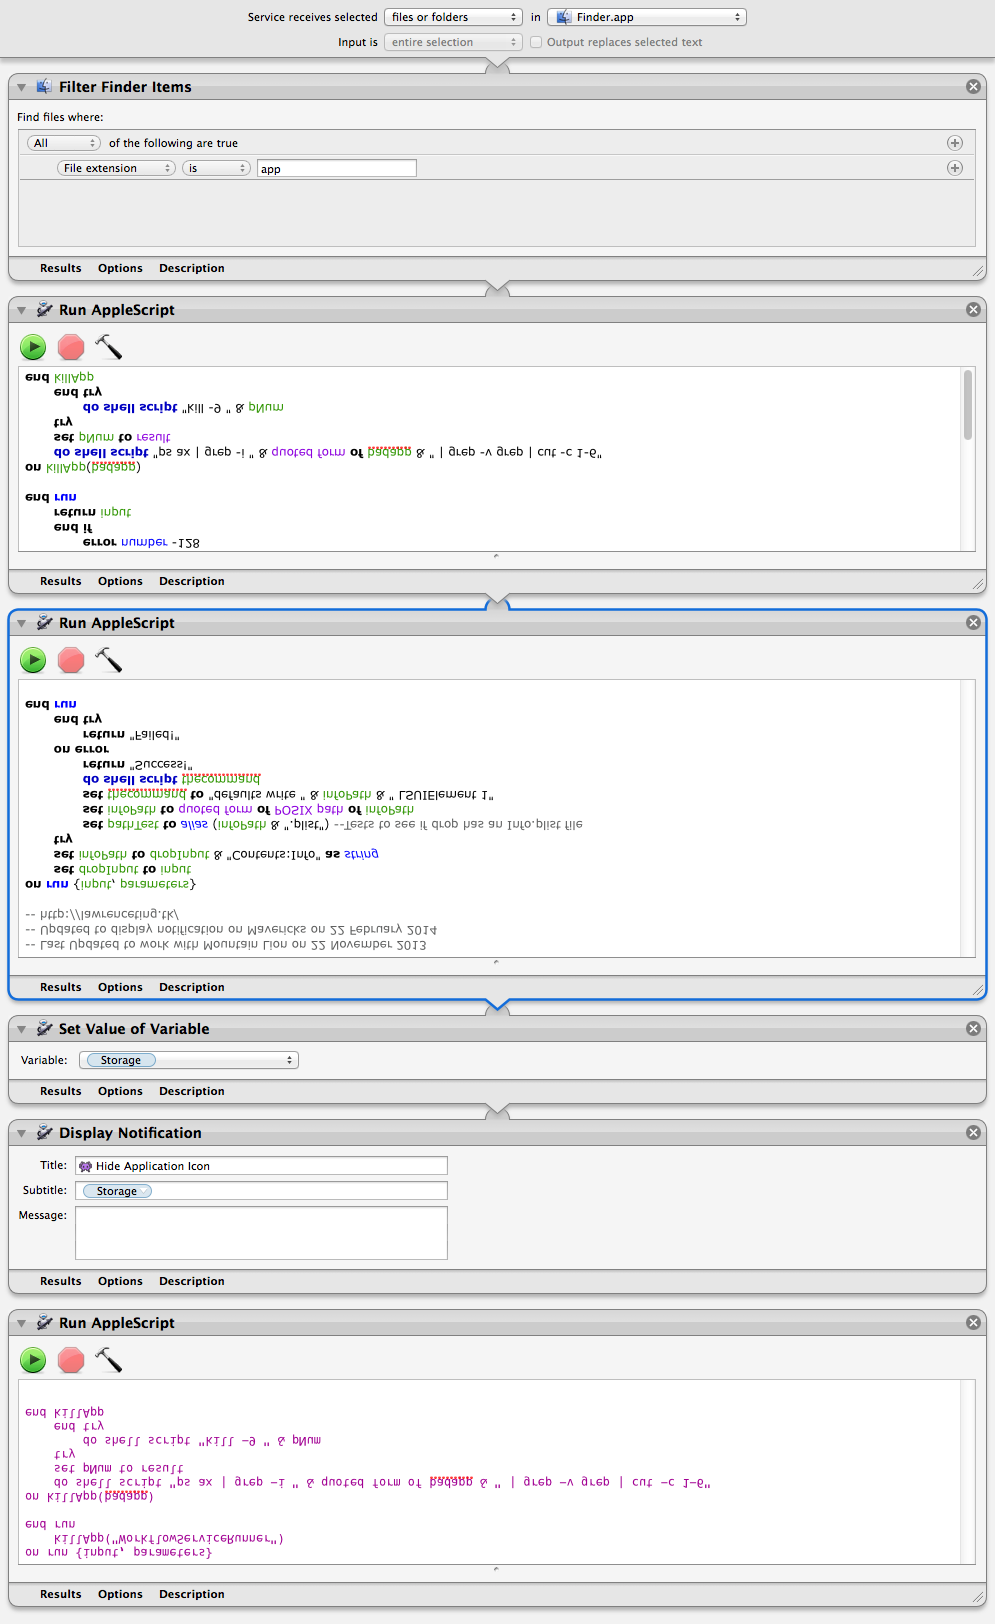 Service receives selected files or folders in Finder.app
Input is entire selection Output replaces selected text
Filter Finder Items
Find files where:
All of the following are true
File extension is app
Results Options Description
Run AppleScript
error number -128
end if
return input
end run
on killApp(badapp)
do shell script "ps ax | grep -i " & quoted form of badapp & " | grep -v grep | cut -c 1-6"
set pNum to result
try
do shell script "kill -9 " & pNum
end try
end killApp
Results Options Description
Run AppleScript
-- Last Updated to work with Mountain Lion on 22 November 2013
-- Updated to display notification on Mavericks on 22 February 2014
-- http://lawrenceting.tk/
on run {input, parameters}
set dropInput to input
set infoPath to dropInput & "Contents:Info" as string
try
set pathTest to alias (infoPath & ".plist") --Tests to see if drop has an Info.plist file
set infoPath to quoted form of POSIX path of infoPath
set thecommand to "defaults write " & infoPath & " LSUIElement 1"
do shell script thecommand
return "Success!"
on error
return "Failed!"
end try
end run
Results Options Description
Set Value of Variable
Variable: Storage
Results Options Description
Display Notification
Title: Hide Application Icon
Subtitle: Storage
Message:
Results Options Description
Run AppleScript
on run {input, parameters}
killApp("WorkflowServiceRunner")
end run
on killApp(badapp)
do shell script "ps ax | grep -i " & quoted form of badapp & " | grep -v grep | cut -c 1-6"
set pNum to result
try
do shell script "kill -9 " & pNum
end try
end killApp
Results Options Description